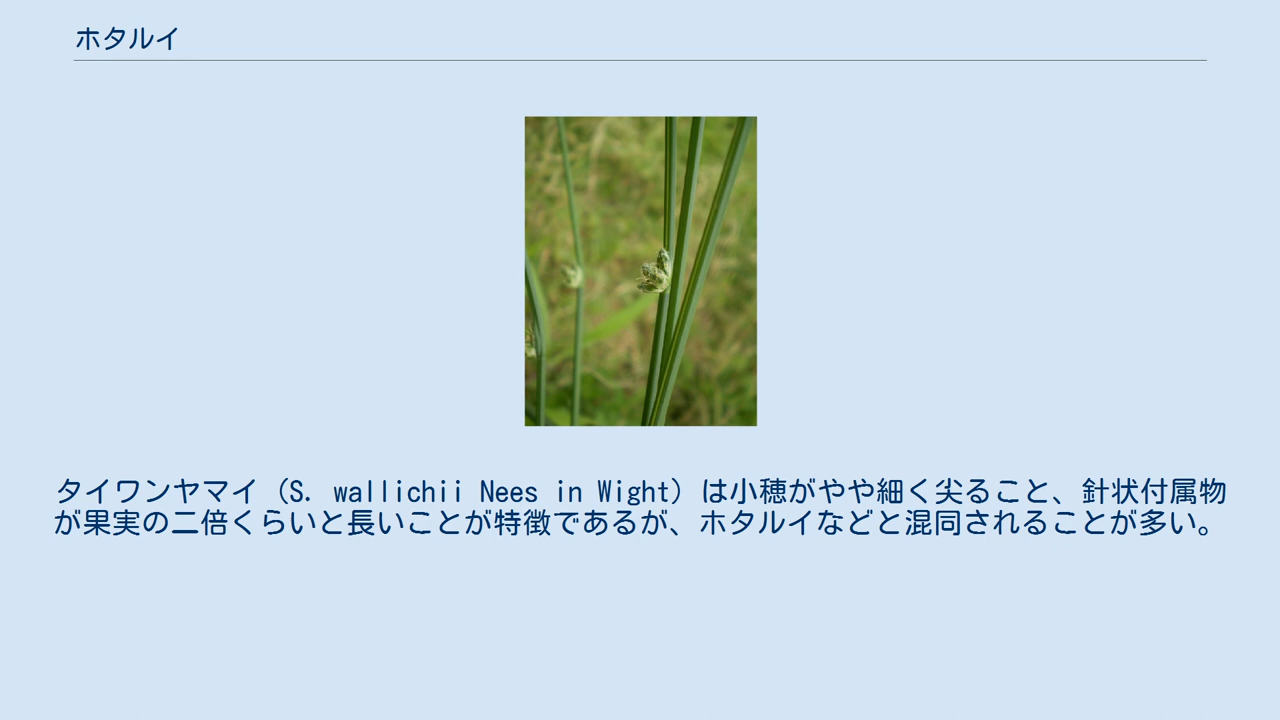 ホタルイ
タイワンヤマイ（S. wallichii Nees in Wight）は小穂がやや細く尖ること、針状付属物
が果実の二倍くらいと長いことが特徴であるが、ホタルイなどと混同されることが多い。